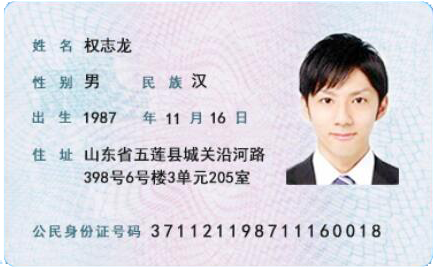 姓名 权志龙
性别 男 民族 汉
出生 1987 年 11 月 16 日
住址 山东省五莲县城关沿河路
398号6号楼3单元205室
公民身份证号码 371121198711160018